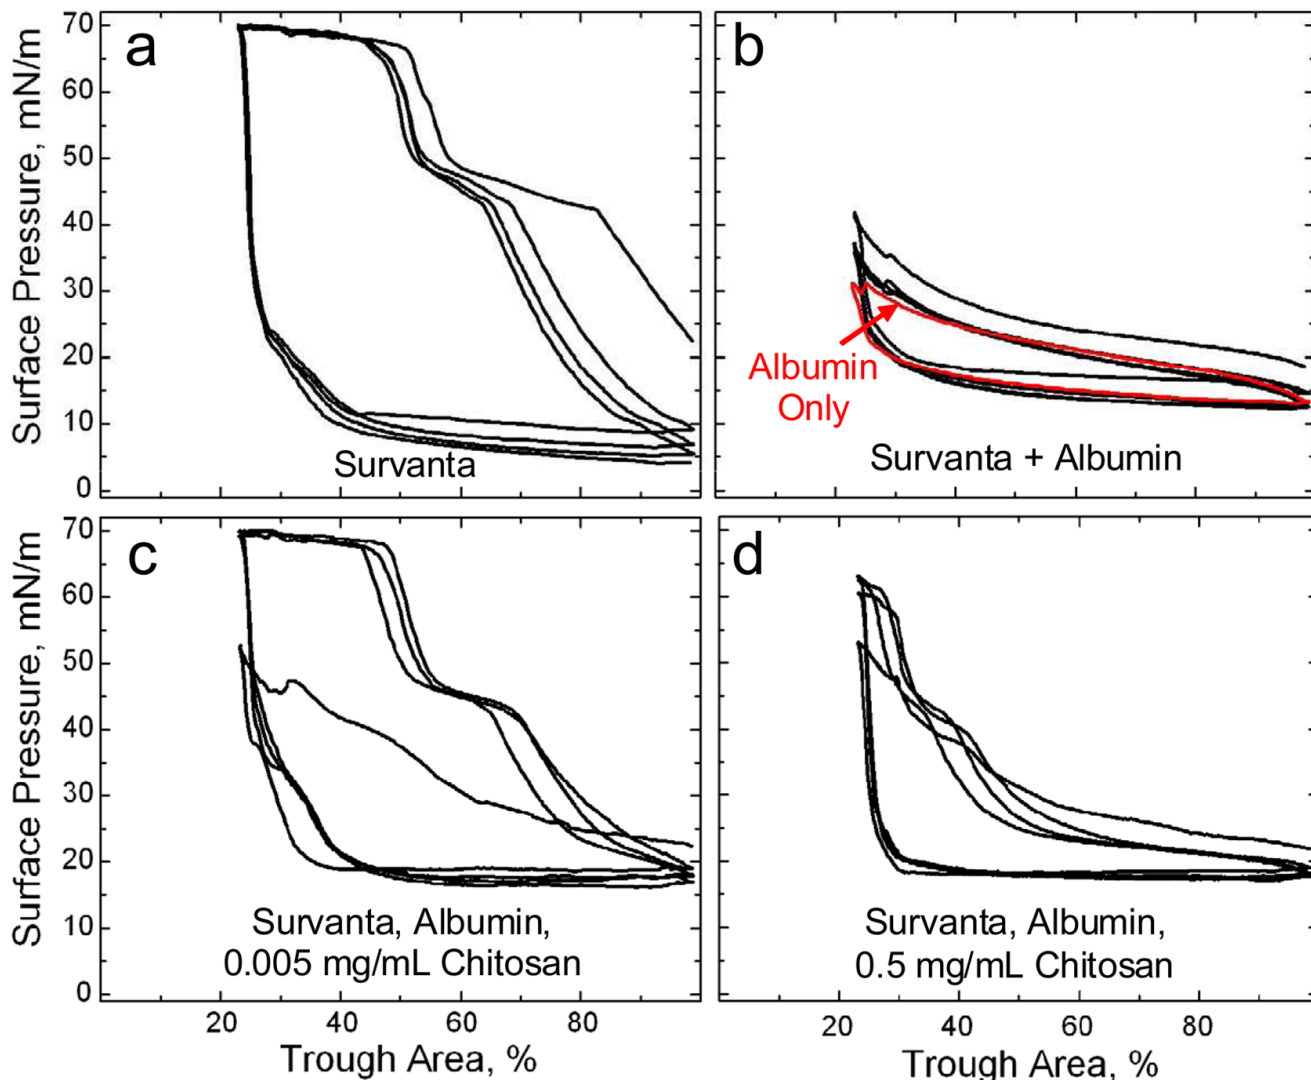 a
b
Surface Pressure, mN/m
70
60
50
40
30
20
10
0
Survanta
Albumin
Only
Survanta + Albumin
c
d
Surface Pressure, mN/m
70
60
50
40
30
20
10
0
Survanta, Albumin,
0.005 mg/mL Chitosan
Survanta, Albumin,
0.5 mg/mL Chitosan
20 40 60 80
20 40 60 80
Trough Area, %
Trough Area, %